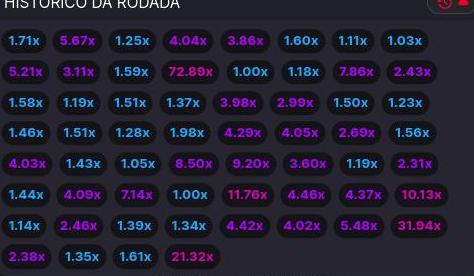 HISTÓRICO DA RODADA
1.71x 5.67x 1.25x 4.04x 3.86x 1.60x 1.11x 1.03x
5.21x 3.11x 1.59x 72.89x 1.00x 1.18x 7.86x 2.43x
1.58x 1.19x 1.51x 1.37x 3.98x 2.99x 1.50x 1.23x
1.46x 1.51x 1.28x 1.98x 4.29x 4.05x 2.69x 1.56x
4.03x 1.43x 1.05x 8.50x 9.20x 3.60x 1.19x 2.31x
1.44x 4.09x 7.14x 1.00x 11.76x 4.46x 4.37x 10.13x
1.14x 2.46x 1.39x 1.34x 4.42x 4.02x 5.48x 31.94x
2.38x 1.35x 1.61x 21.32x